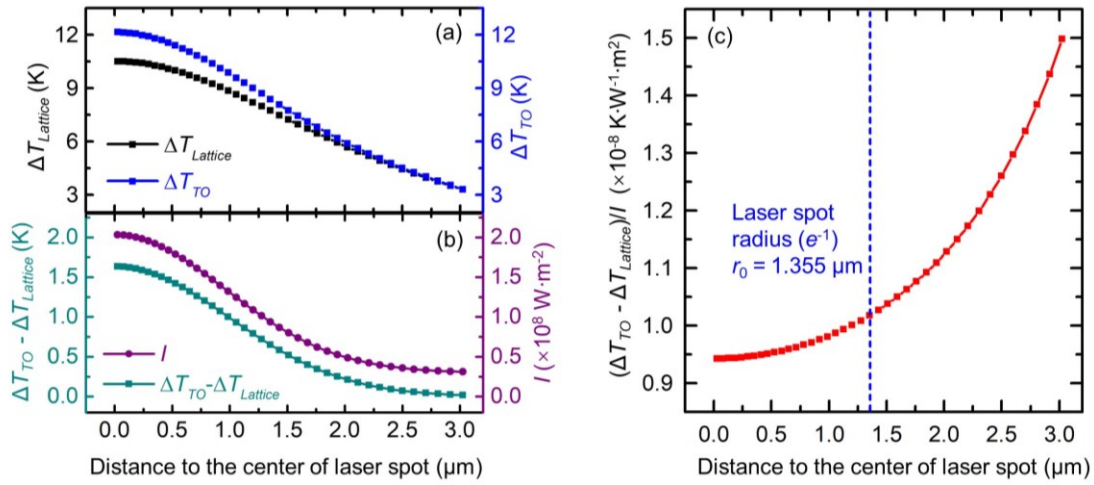 (a)
12
9
6
3
ΔT_Lattice (K)
12
9
6
3
ΔT_TO (K)
ΔT_Lattice
ΔT_TO
(b)
2.0
1.5
1.0
0.5
0.0
ΔT_TO - ΔT_Lattice (K)
2.0
1.5
1.0
0.5
0.0
I (×10⁸ W·m⁻²)
I
ΔT_TO-ΔT_Lattice
0.0 0.5 1.0 1.5 2.0 2.5 3.0
Distance to the center of laser spot (μm)
(c)
1.5
1.4
1.3
1.2
1.1
1.0
0.9
(ΔT_TO - ΔT_Lattice)/I (×10⁻⁸ K·W⁻¹·m²)
Laser spot
radius (e⁻¹)
r₀ = 1.355 μm
0.0 0.5 1.0 1.5 2.0 2.5 3.0
Distance to the center of laser spot (μm)